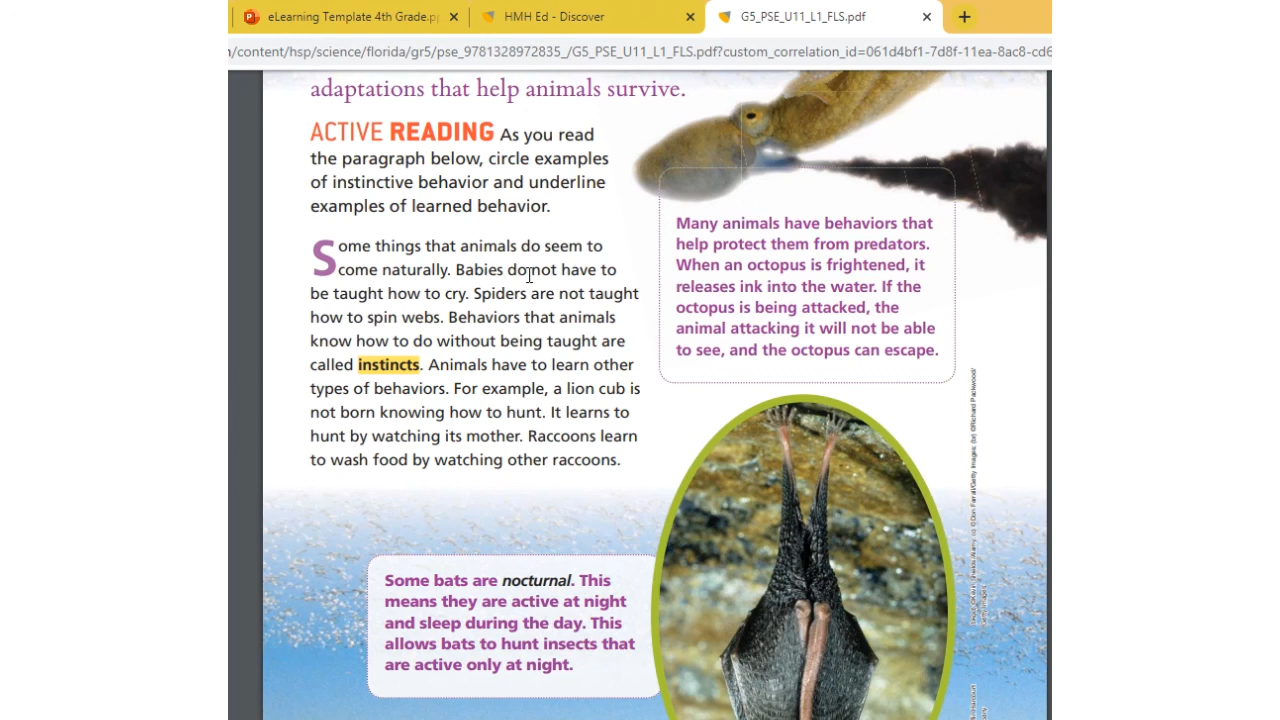 eLearning Template 4th Grade.pp
HMH Ed - Discover
G5_PSE_U11_L1_FLS.pdf
/content/hsp/science/florida/gr5/pse_9781328972835_/G5_PSE_U11_L1_FLS.pdf?custom_correlation_id=061d4bf1-7d8f-11ea-8ac8-cd6
adaptations that help animals survive.
ACTIVE READING As you read
the paragraph below, circle examples
of instinctive behavior and underline
examples of learned behavior.
Some things that animals do seem to
come naturally. Babies do not have to
be taught how to cry. Spiders are not taught
how to spin webs. Behaviors that animals
know how to do without being taught are
called instincts. Animals have to learn other
types of behaviors. For example, a lion cub is
not born knowing how to hunt. It learns to
hunt by watching its mother. Raccoons learn
to wash food by watching other raccoons.
Many animals have behaviors that
help protect them from predators.
When an octopus is frightened, it
releases ink into the water. If the
octopus is being attacked, the
animal attacking it will not be able
to see, and the octopus can escape.
Some bats are nocturnal. This
means they are active at night
and sleep during the day. This
allows bats to hunt insects that
are active only at night.